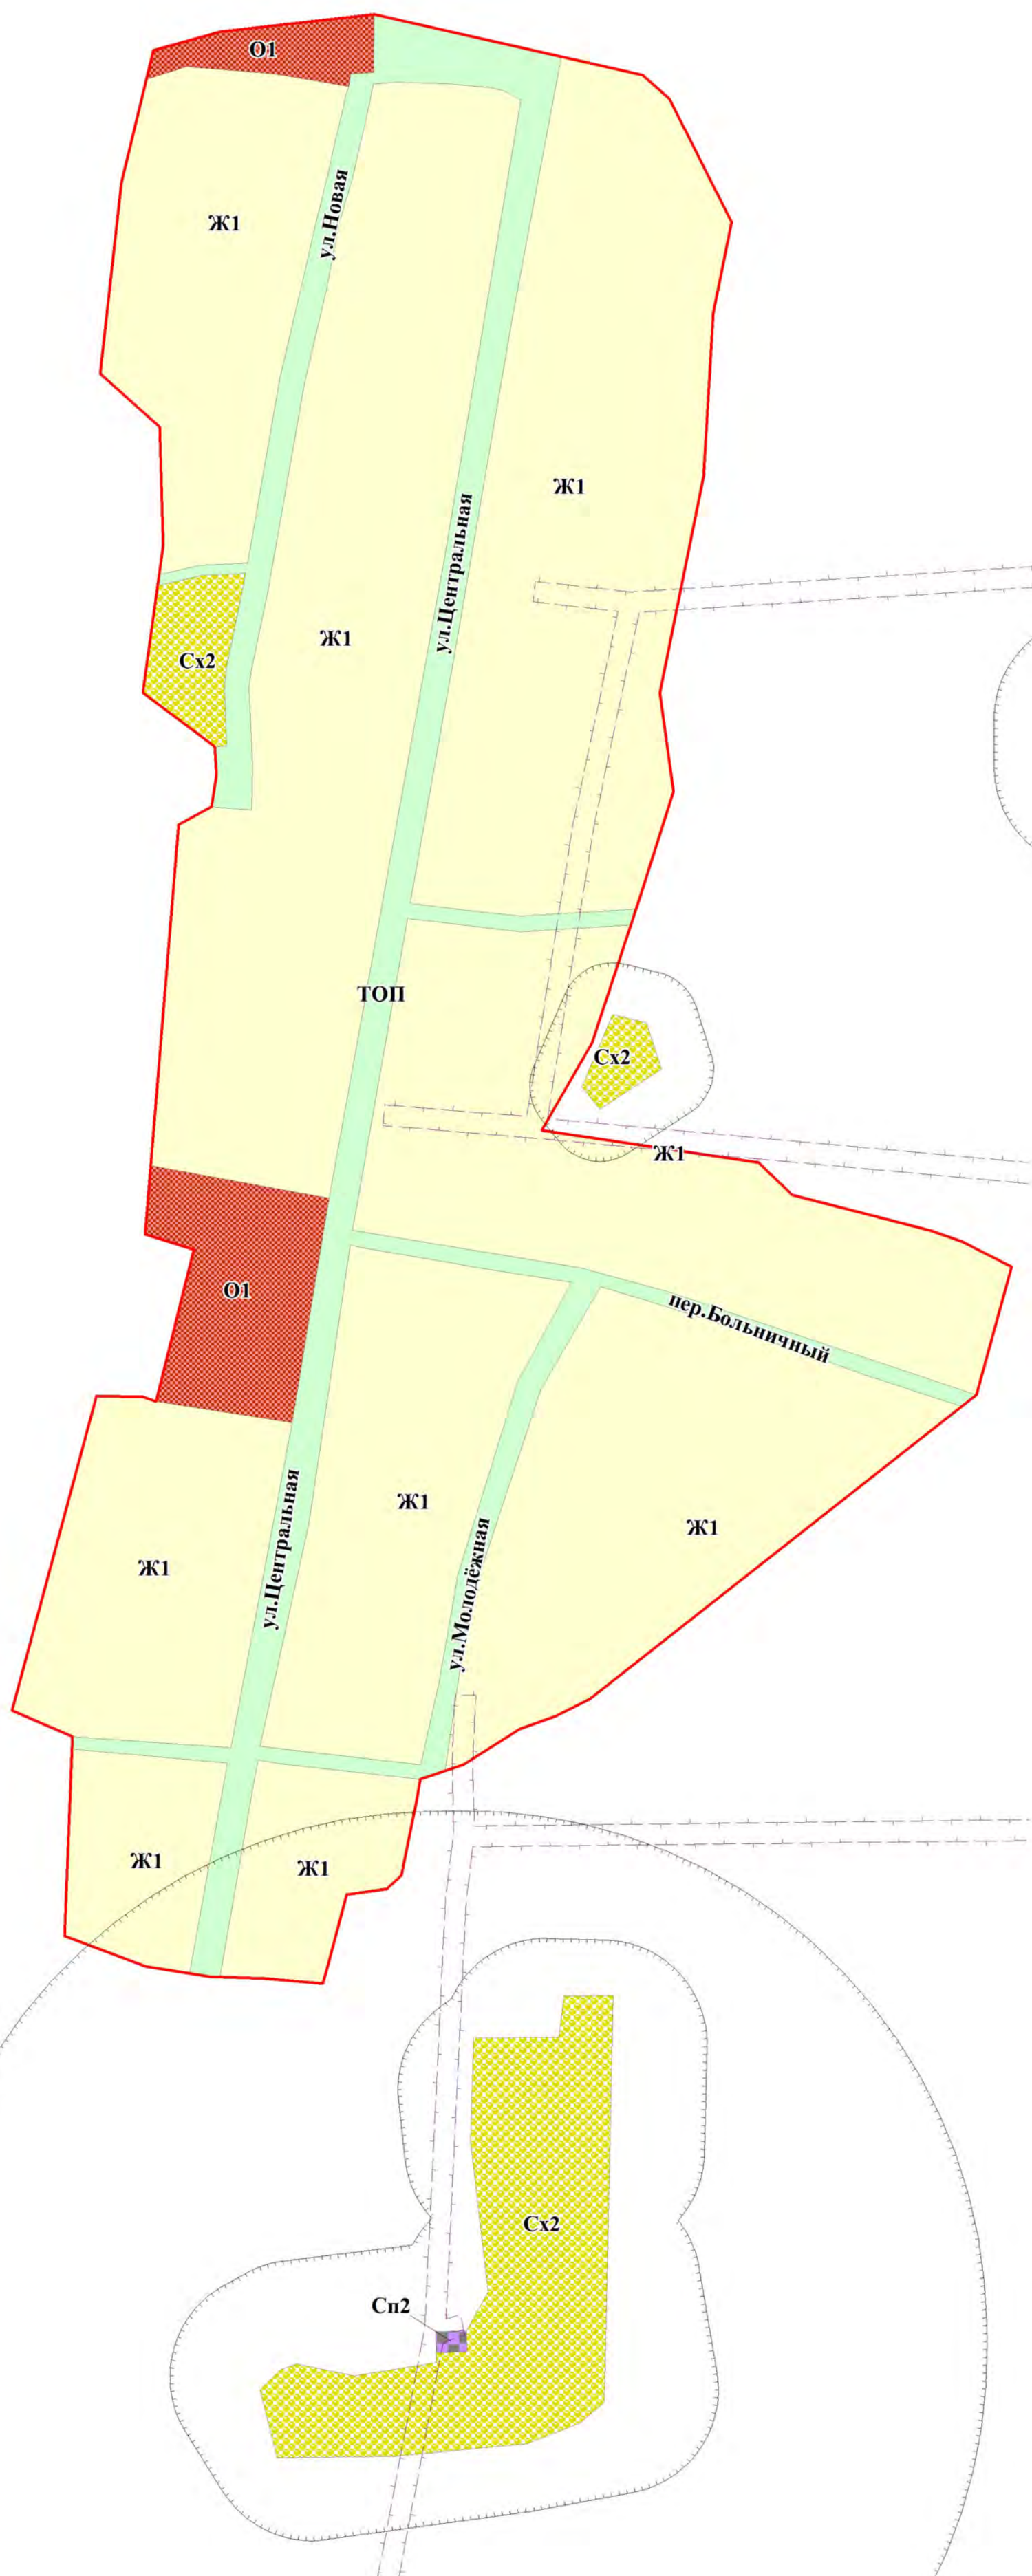 О1
Ж1
ул.Новая
Ж1
ул.Центральная
Ж1
Сх2
ТОП
Сх2
Ж1
О1
пер.Больничный
Ж1
Ж1
Ж1
ул.Центральная
ул.Молодёжная
Ж1
Ж1
Сх2
Сп2